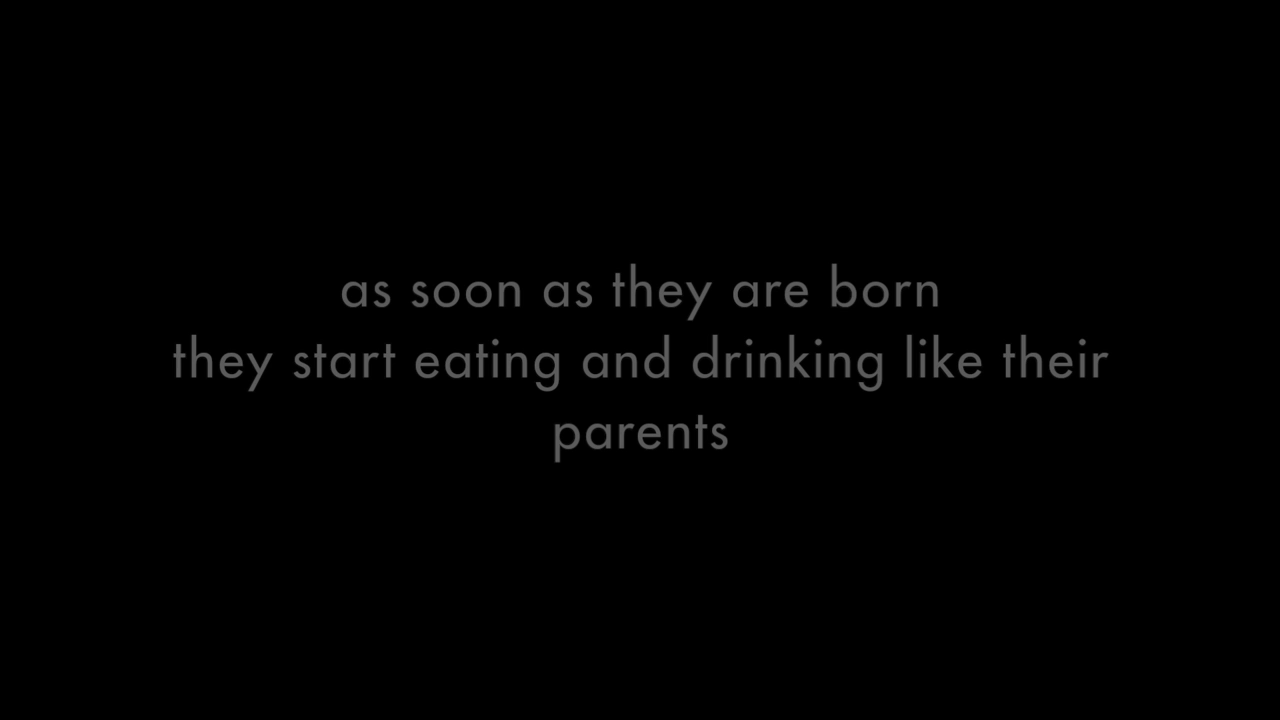 as soon as they are born
they start eating and drinking like their
parents